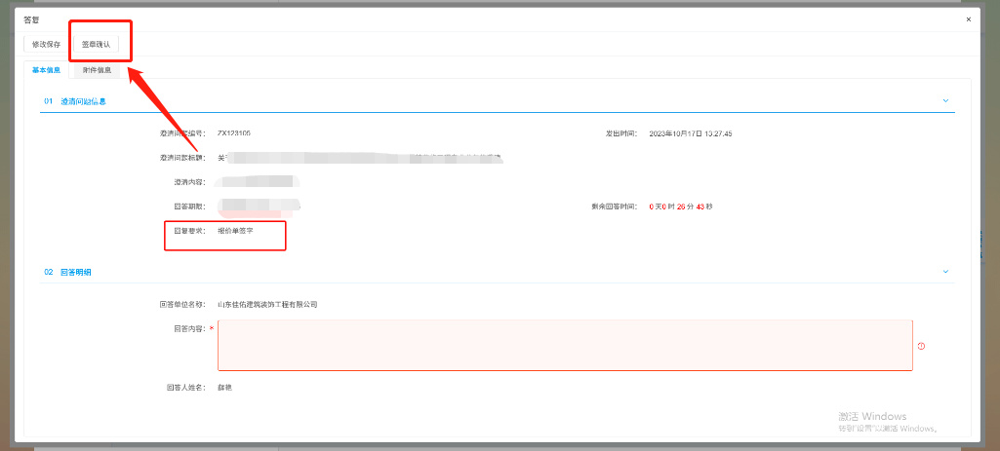 答复
×
修改保存 签章确认
基本信息 附件信息
01 澄清问题信息
澄清问题编号: ZX123105 发出时间: 2023年10月17日 13:27:45
澄清问题标题: 关
澄清内容:
回答期限: 剩余回答时间: 0 天0 时 26 分 43 秒
回复要求: 报价单签字
02 回答明细
回答单位名称: 山东佳佑建筑装饰工程有限公司
回答内容: *
回答人姓名: 薛艳
激活 Windows
转到"设置"以激活 Windows。